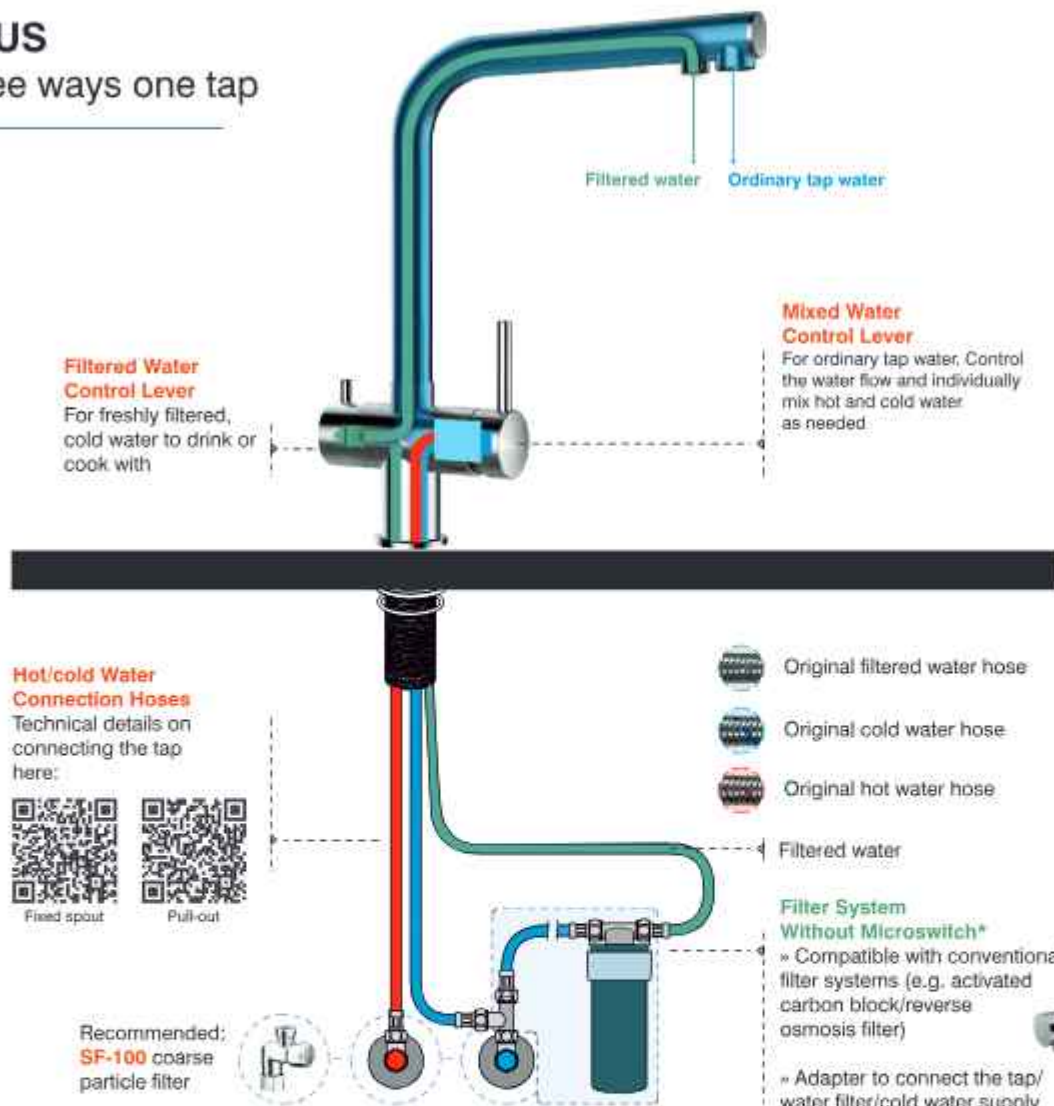 US
ee ways one tap
Filtered water
Ordinary tap water
Filtered Water
Control Lever
For freshly filtered,
cold water to drink or
cook with
Mixed Water
Control Lever
For ordinary tap water. Control
the water flow and individually
mix hot and cold water
as needed
Hot/cold Water
Connection Hoses
Technical details on
connecting the tap
here:
Fixed spout
Pull-out
Original filtered water hose
Original cold water hose
Original hot water hose
Filtered water
Filter System
Without Microswitch*
» Compatible with conventiona
filter systems (e.g. activated
carbon block/reverse
osmosis filter)
» Adapter to connect the tap/
water filter/cold water supply
Recommended:
SF-100 coarse
particle filter